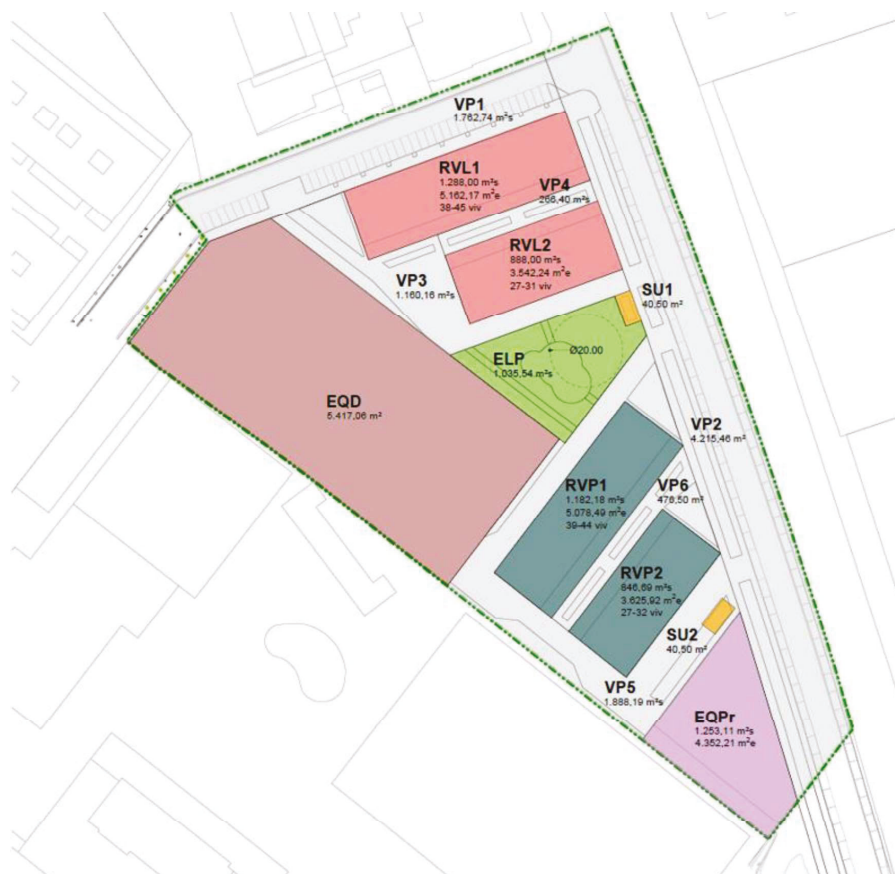 VP1
1.762,74 m²s
RVL1
1.288,00 m²s
5.162,17 m²e
38-45 viv
VP4
266,40 m²s
RVL2
888,00 m²s
3.542,24 m²e
27-31 viv
VP3
1.160,16 m²s
SU1
40,50 m²
Ø20.00
ELP
1.035,54 m²s
EQD
5.417,06 m²
VP2
4.215,46 m²
RVP1
1.182,18 m²s
5.078,49 m²e
39-44 viv
VP6
476,50 m²
RVP2
846,69 m²s
3.625,92 m²e
27-32 viv
SU2
40,50 m²
VP5
1.888,19 m²s
EQPr
1.253,11 m²s
4.352,21 m²e